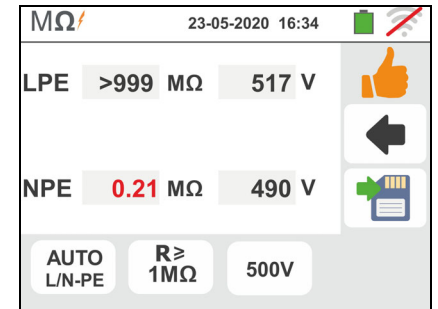 MΩ 23-05-2020 16:34
LPE >999 MΩ 517 V
NPE 0.21 MΩ 490 V
AUTO
L/N-PE
R≥
1MΩ
500V